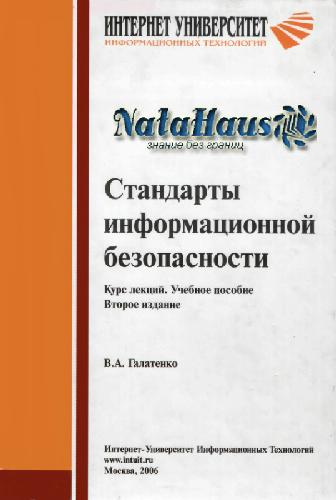 ИНТЕРНЕТ УНИВЕРСИТЕТ
ИНФОРМАЦИОННЫХ ТЕХНОЛОГИЙ
NataHaus
знание без границ
Стандарты
информационной
безопасности
Курс лекций. Учебное пособие
Второе издание
В.А. Галатенко
Интернет-Университет Информационных Технологий
www.intuit.ru
Москва, 2006